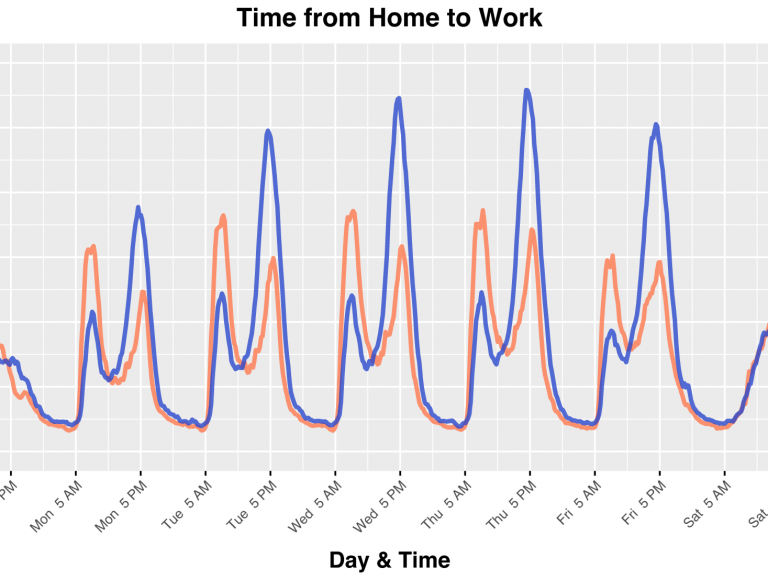 Time from Home to Work
PM
Mon 5 AM
Mon 5 PM
Tue 5 AM
Tue 5 PM
Wed 5 AM
Wed 5 PM
Thu 5 AM
Thu 5 PM
Fri 5 AM
Fri 5 PM
Sat 5 AM
Sat
Day & Time